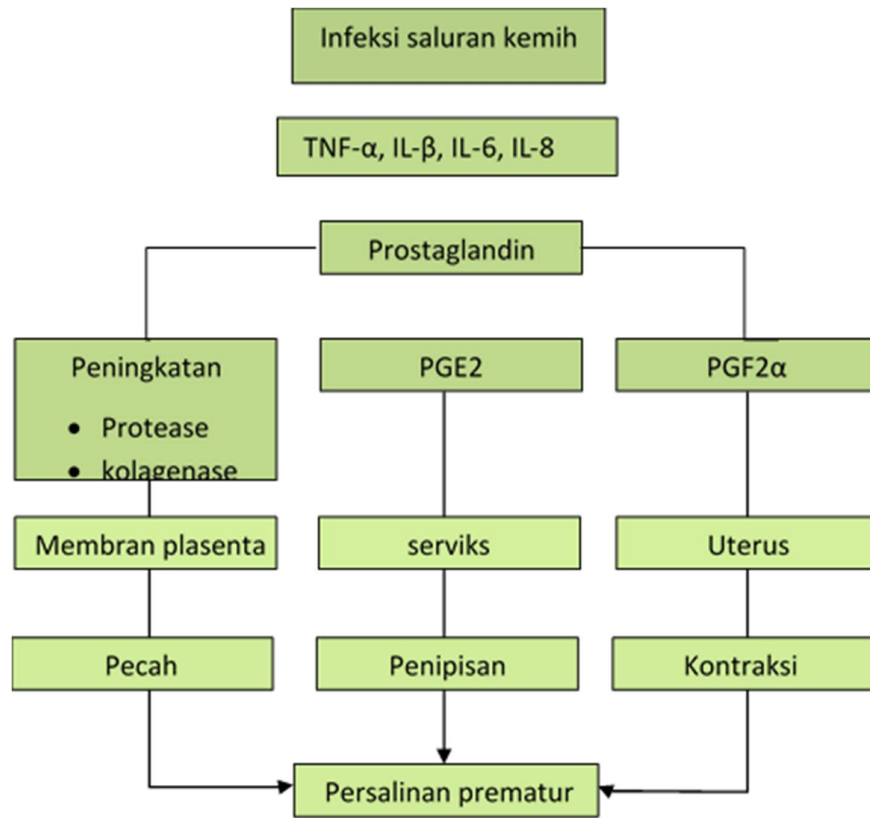 Infeksi saluran kemih
TNF-α, IL-β, IL-6, IL-8
Prostaglandin
Peningkatan
• Protease
• kolagenase
PGE2
PGF2α
Membran plasenta
serviks
Uterus
Pecah
Penipisan
Kontraksi
Persalinan prematur